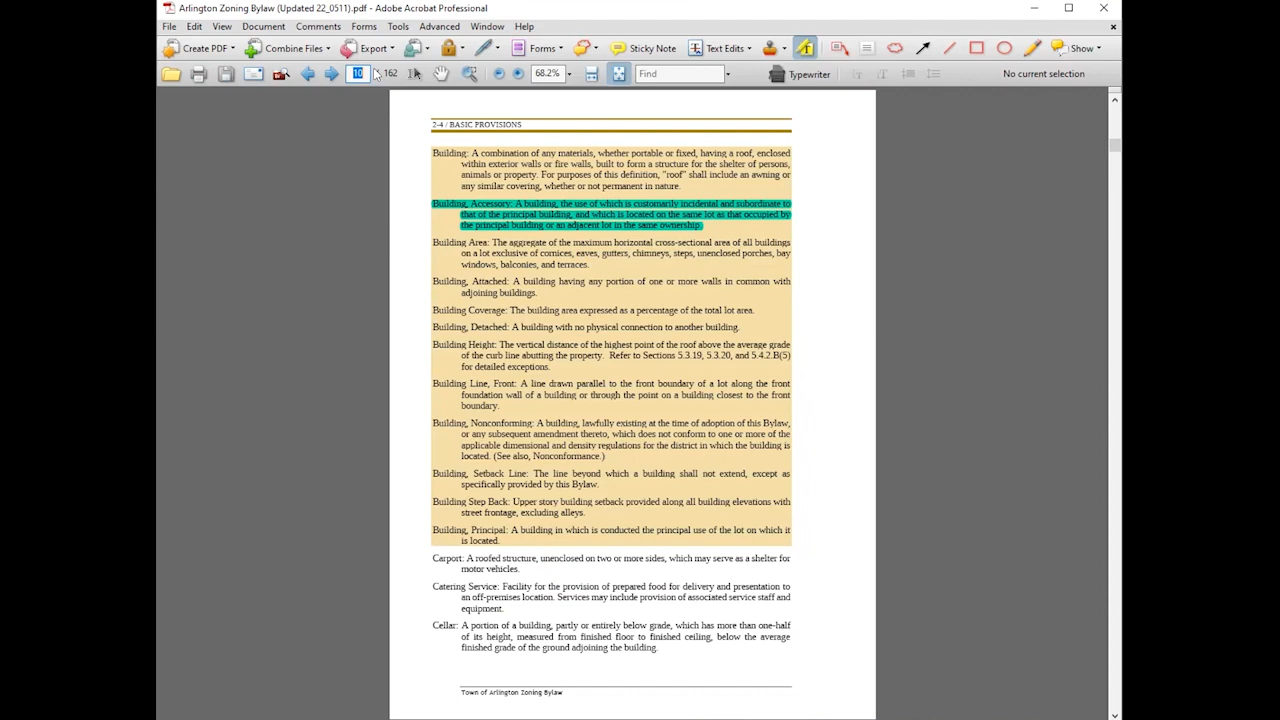 Arlington Zoning Bylaw (Updated 22_0511).pdf - Adobe Acrobat Professional
File Edit View Document Comments Forms Tools Advanced Window Help
Create PDF Combine Files Export Forms Sticky Note Text Edits Show
10 162 68.2% Find Typewriter No current selection
2-4 / BASIC PROVISIONS
Building: A combination of any materials, whether portable or fixed, having a roof, enclosed
within exterior walls or fire walls, built to form a structure for the shelter of persons,
animals or property. For purposes of this definition, "roof" shall include an awning or
any similar covering, whether or not permanent in nature.
Building, Accessory: A building, the use of which is customarily incidental and subordinate to
that of the principal building, and which is located on the same lot as that occupied by
the principal building or an adjacent lot in the same ownership.
Building Area: The aggregate of the maximum horizontal cross-sectional area of all buildings
on a lot exclusive of cornices, eaves, gutters, chimneys, steps, unenclosed porches, bay
windows, balconies, and terraces.
Building, Attached: A building having any portion of one or more walls in common with
adjoining buildings.
Building Coverage: The building area expressed as a percentage of the total lot area.
Building, Detached: A building with no physical connection to another building.
Building Height: The vertical distance of the highest point of the roof above the average grade
of the curb line abutting the property. Refer to Sections 5.3.19, 5.3.20, and 5.4.2.B(5)
for detailed exceptions.
Building Line, Front: A line drawn parallel to the front boundary of a lot along the front
foundation wall of a building or through the point on a building closest to the front
boundary.
Building, Nonconforming: A building, lawfully existing at the time of adoption of this Bylaw,
or any subsequent amendment thereto, which does not conform to one or more of the
applicable dimensional and density regulations for the district in which the building is
located. (See also, Nonconformance.)
Building, Setback Line: The line beyond which a building shall not extend, except as
specifically provided by this Bylaw.
Building Step Back: Upper story building setback provided along all building elevations with
street frontage, excluding alleys.
Building, Principal: A building in which is conducted the principal use of the lot on which it
is located.
Carport: A roofed structure, unenclosed on two or more sides, which may serve as a shelter for
motor vehicles.
Catering Service: Facility for the provision of prepared food for delivery and presentation to
an off-premises location. Services may include provision of associated service staff and
equipment.
Cellar: A portion of a building, partly or entirely below grade, which has more than one-half
of its height, measured from finished floor to finished ceiling, below the average
finished grade of the ground adjoining the building.
Town of Arlington Zoning Bylaw